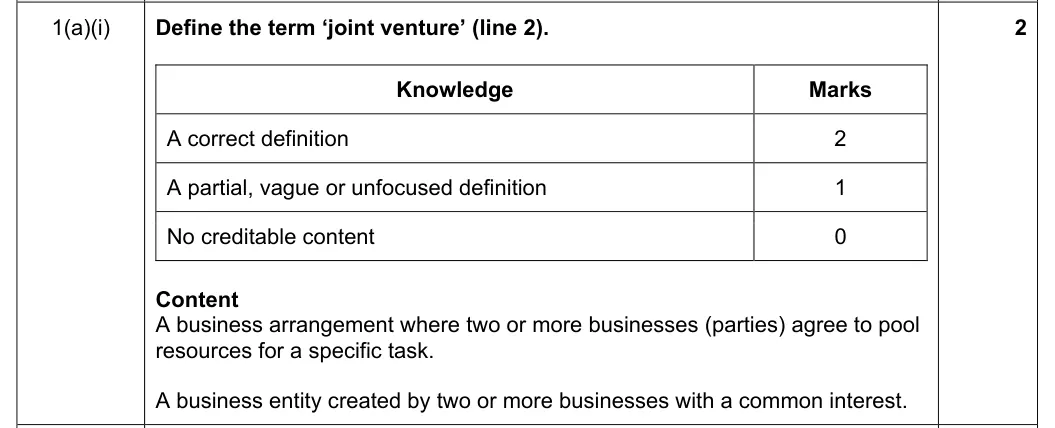 1(a)(i) Define the term ‘joint venture’ (line 2). 2
Knowledge Marks
A correct definition 2
A partial, vague or unfocused definition 1
No creditable content 0
Content
A business arrangement where two or more businesses (parties) agree to pool
resources for a specific task.
A business entity created by two or more businesses with a common interest.